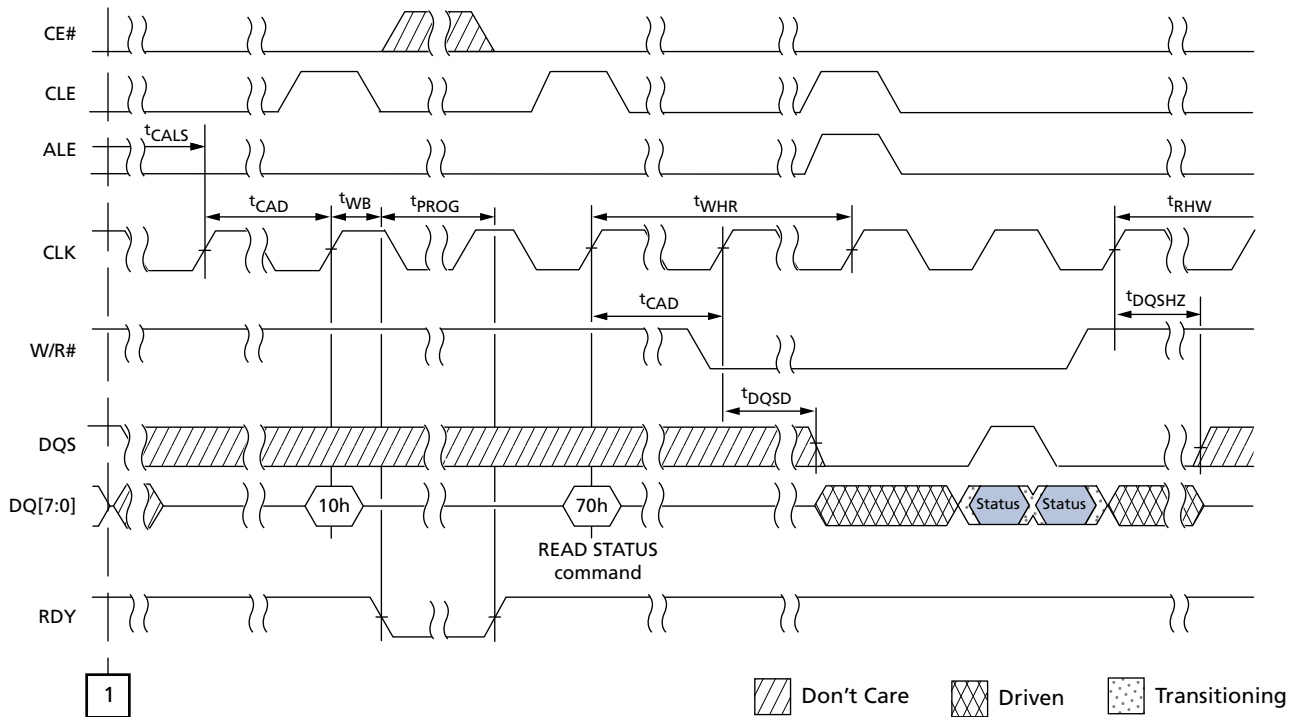 CE#
CLE
tCALS
ALE
tCAD
tWB
tPROG
tWHR
tRHW
CLK
tCAD
tDQSHZ
W/R#
tDQSD
DQS
DQ[7:0]
10h
70h
Status
Status
READ STATUS
command
RDY
1
Don't Care
Driven
Transitioning